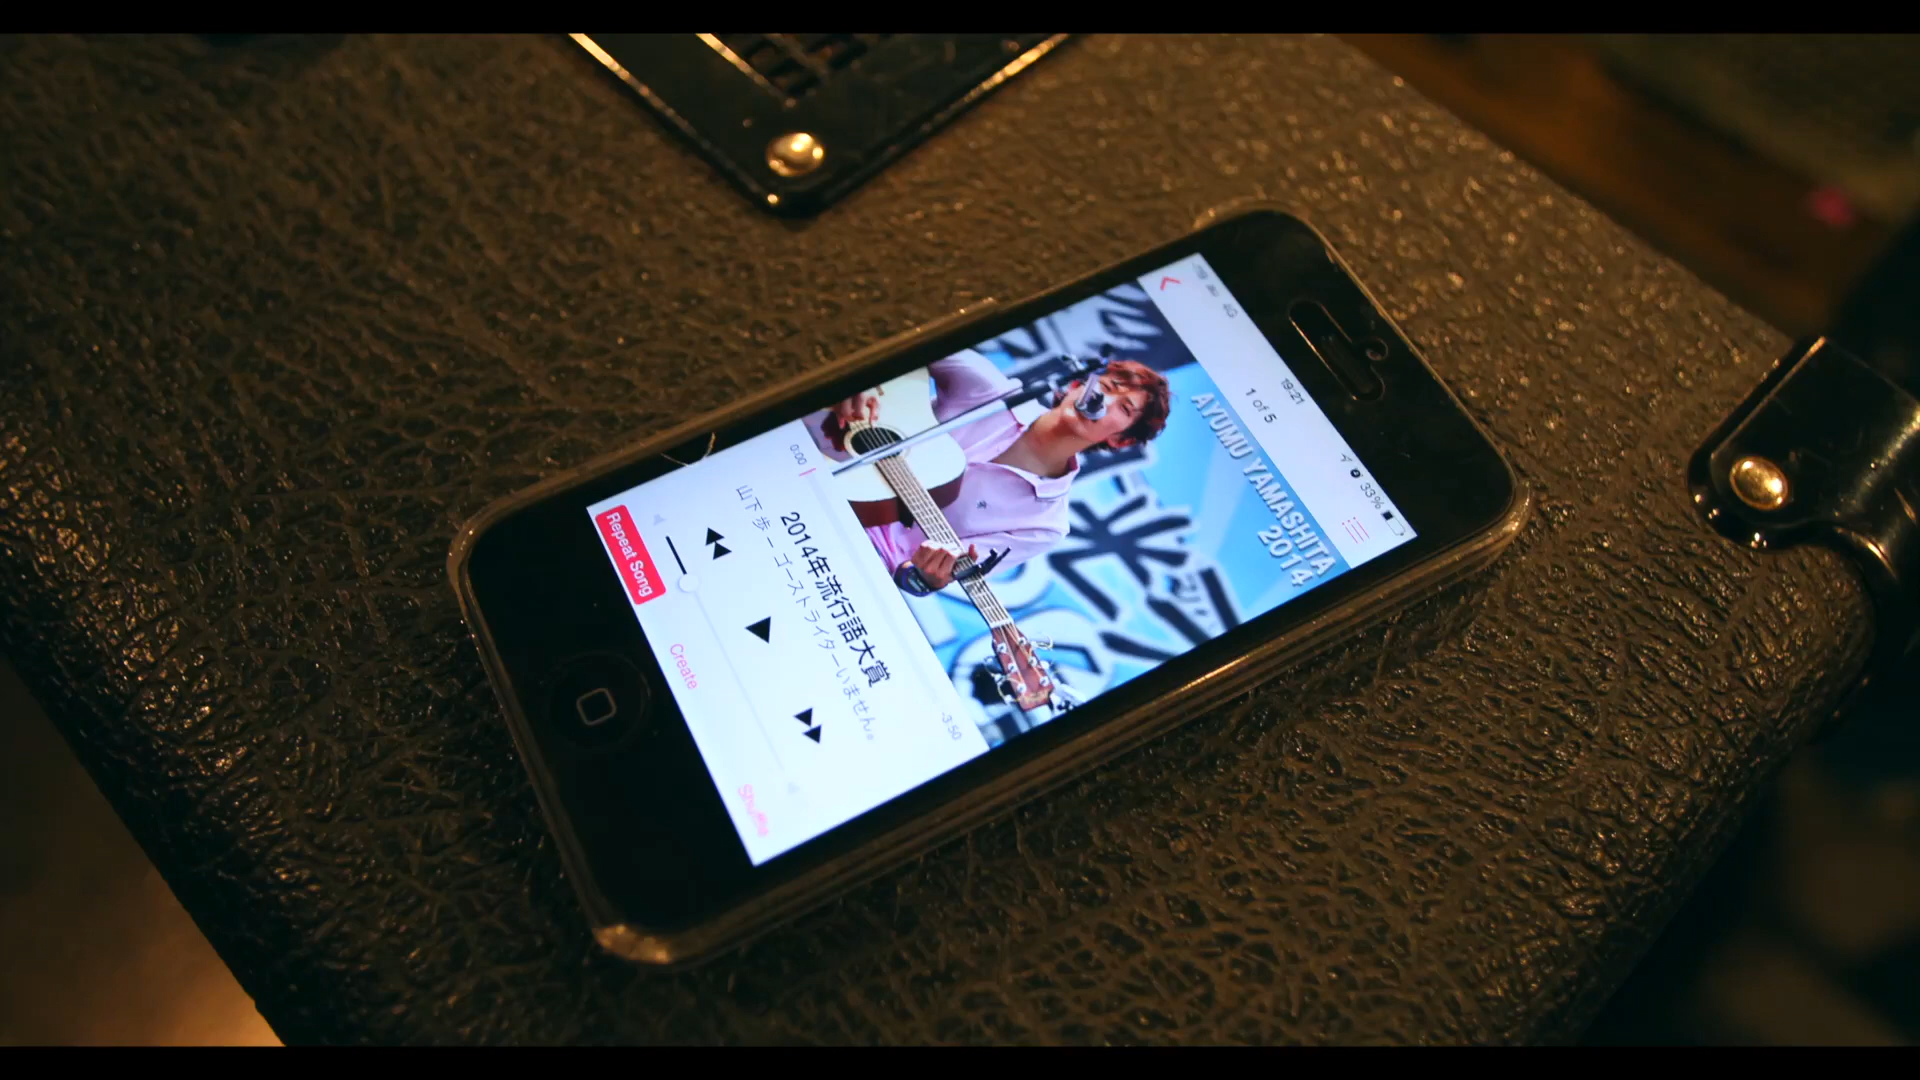 4G 19:21 33%
1 of 5
AYUMU YAMASHITA
2014
0:00 -3:50
2014年流行語大賞
山下 歩 — ゴーストライターいません。
Repeat Song Create Shuffle